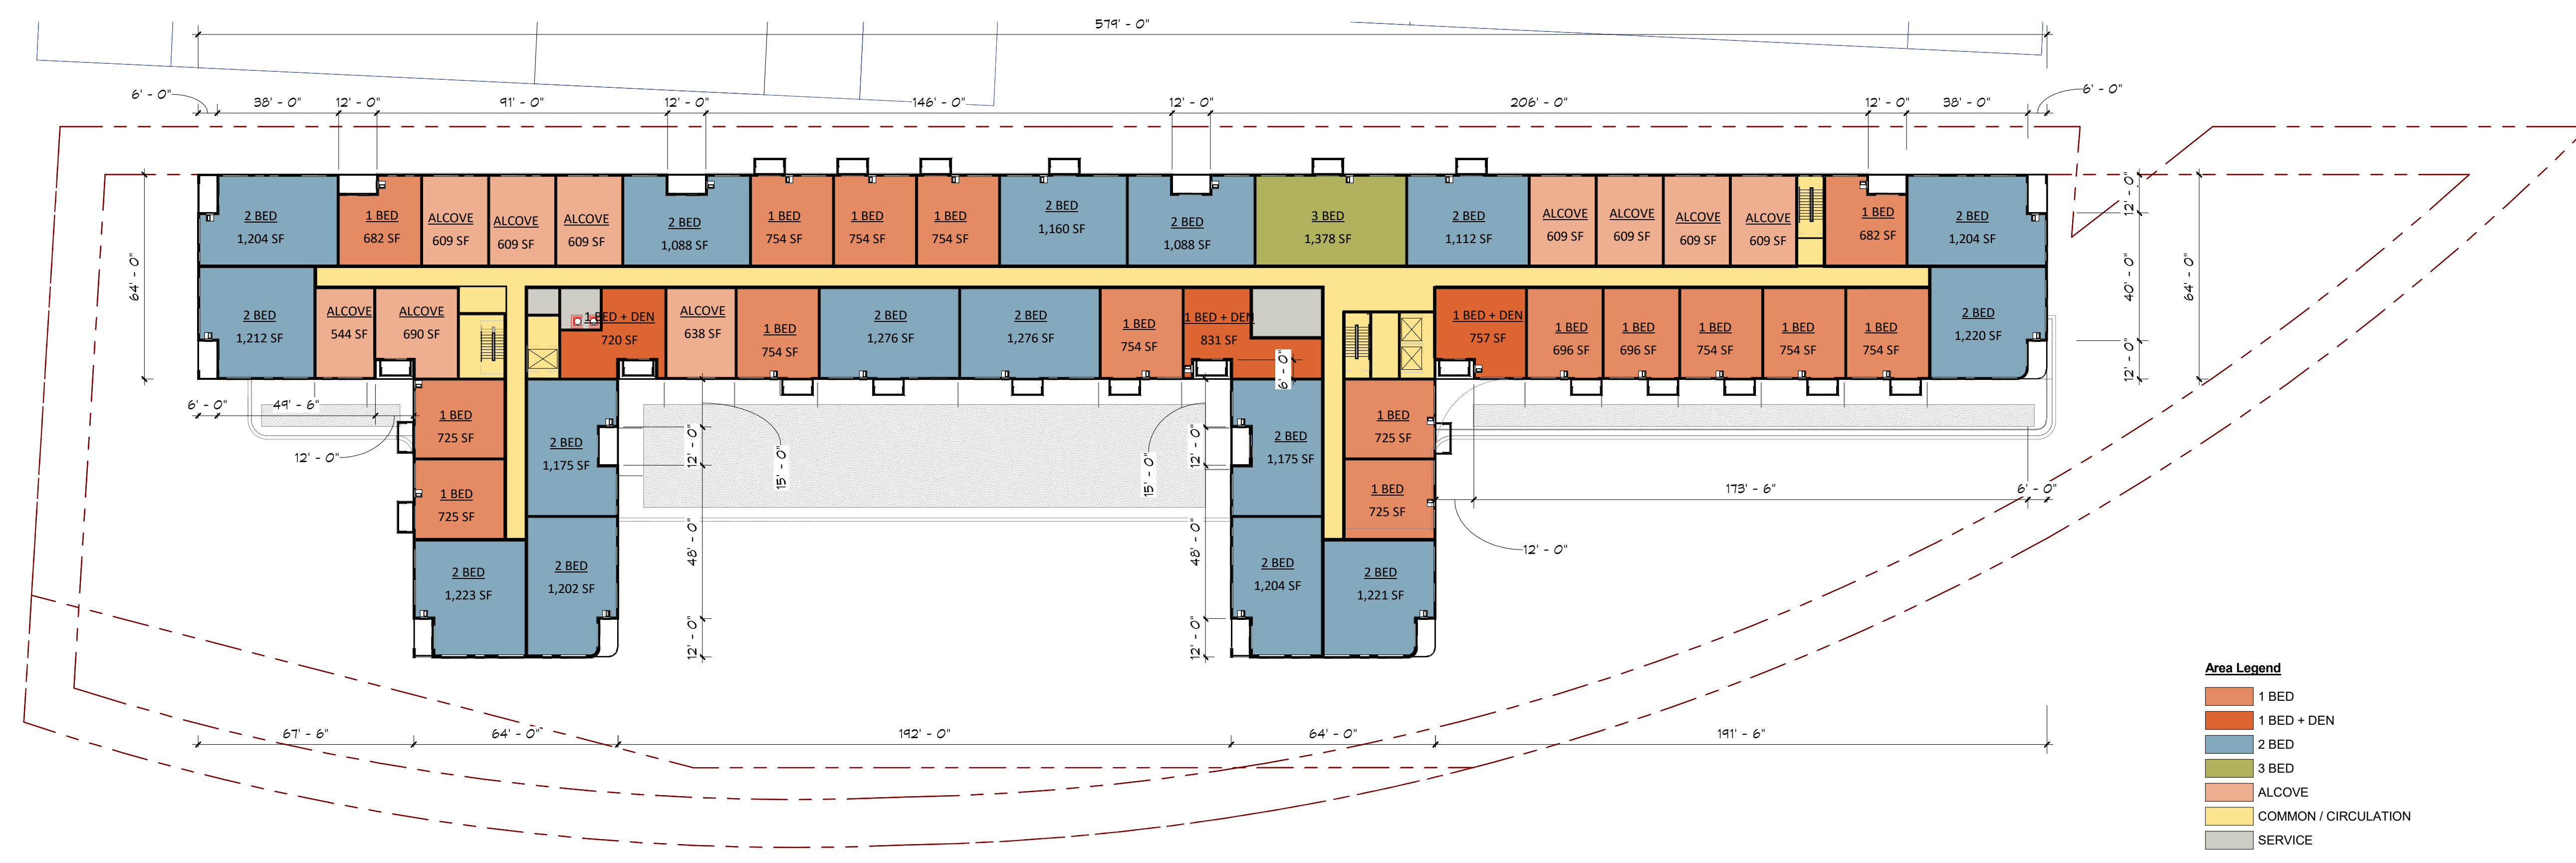 579' - 0"
6' - 0"
38' - 0"
12' - 0"
91' - 0"
12' - 0"
146' - 0"
12' - 0"
206' - 0"
12' - 0"
38' - 0"
6' - 0"
2 BED
1,204 SF
1 BED
682 SF
ALCOVE
609 SF
ALCOVE
609 SF
ALCOVE
609 SF
2 BED
1,088 SF
1 BED
754 SF
1 BED
754 SF
1 BED
754 SF
2 BED
1,160 SF
2 BED
1,088 SF
3 BED
1,378 SF
2 BED
1,112 SF
ALCOVE
609 SF
ALCOVE
609 SF
ALCOVE
609 SF
ALCOVE
609 SF
1 BED
682 SF
2 BED
1,204 SF
64' - 0"
12' - 0"
40' - 0"
12' - 0"
64' - 0"
2 BED
1,212 SF
ALCOVE
544 SF
ALCOVE
690 SF
1 BED + DEN
720 SF
ALCOVE
638 SF
1 BED
754 SF
2 BED
1,276 SF
2 BED
1,276 SF
1 BED
754 SF
1 BED + DEN
831 SF
6' - 0"
1 BED + DEN
757 SF
1 BED
696 SF
1 BED
696 SF
1 BED
754 SF
1 BED
754 SF
1 BED
754 SF
2 BED
1,220 SF
6' - 0"
49' - 6"
12' - 0"
1 BED
725 SF
2 BED
1,175 SF
12' - 0"
15' - 0"
15' - 0"
12' - 0"
2 BED
1,175 SF
1 BED
725 SF
1 BED
725 SF
1 BED
725 SF
173' - 6"
6' - 0"
12' - 0"
2 BED
1,223 SF
2 BED
1,202 SF
48' - 0"
48' - 0"
2 BED
1,204 SF
2 BED
1,221 SF
12' - 0"
12' - 0"
67' - 6"
64' - 0"
192' - 0"
64' - 0"
191' - 6"
Area Legend
1 BED
1 BED + DEN
2 BED
3 BED
ALCOVE
COMMON / CIRCULATION
SERVICE